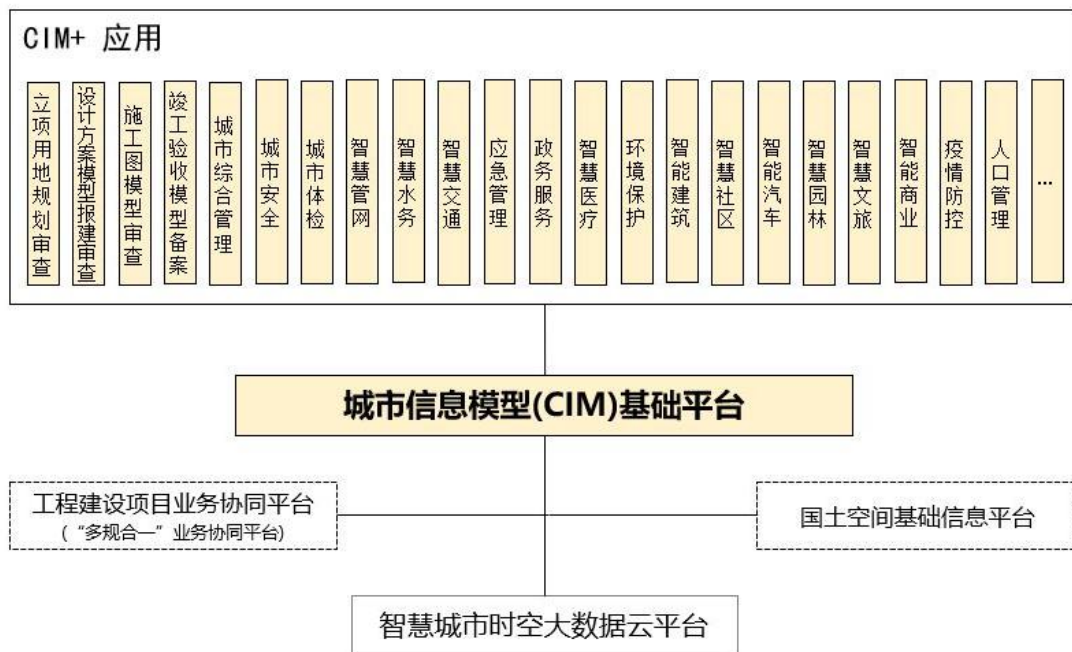 CIM+ 应用
立项用地规划审查
设计方案模型报建审查
施工图模型审查
竣工验收模型备案
城市综合管理
城市安全
城市体检
智慧管网
智慧水务
智慧交通
应急管理
政务服务
智慧医疗
环境保护
智能建筑
智慧社区
智能汽车
智慧园林
智慧文旅
智能商业
疫情防控
人口管理
...
城市信息模型(CIM)基础平台
工程建设项目业务协同平台
(“多规合一”业务协同平台)
国土空间基础信息平台
智慧城市时空大数据云平台